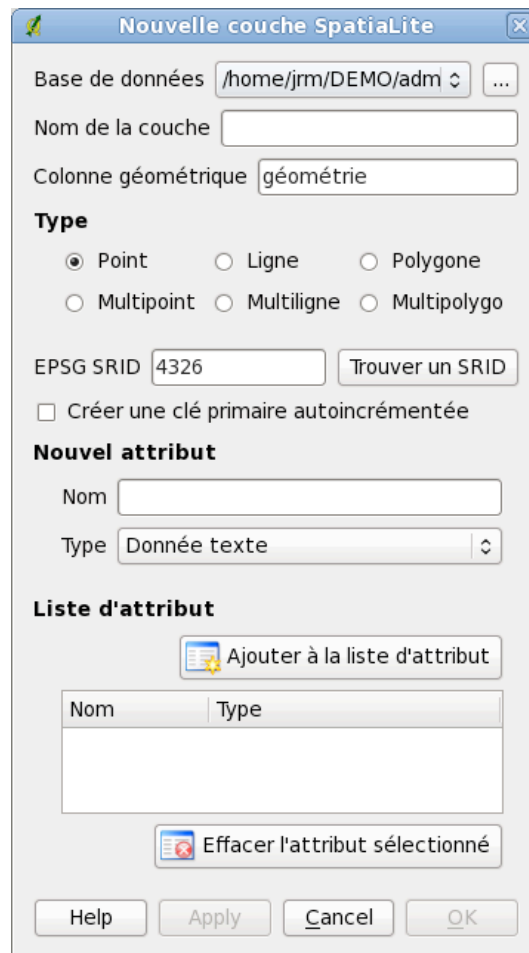 Nouvelle couche SpatiaLite
Base de données /home/jrm/DEMO/adm ...
Nom de la couche
Colonne géométrique géométrie
Type
Point Ligne Polygone
Multipoint Multiligne Multipolygo
EPSG SRID 4326 Trouver un SRID
Créer une clé primaire autoincrémentée
Nouvel attribut
Nom
Type Donnée texte
Liste d'attribut
Ajouter à la liste d'attribut
Nom Type
Effacer l'attribut sélectionné
Help Apply Cancel OK